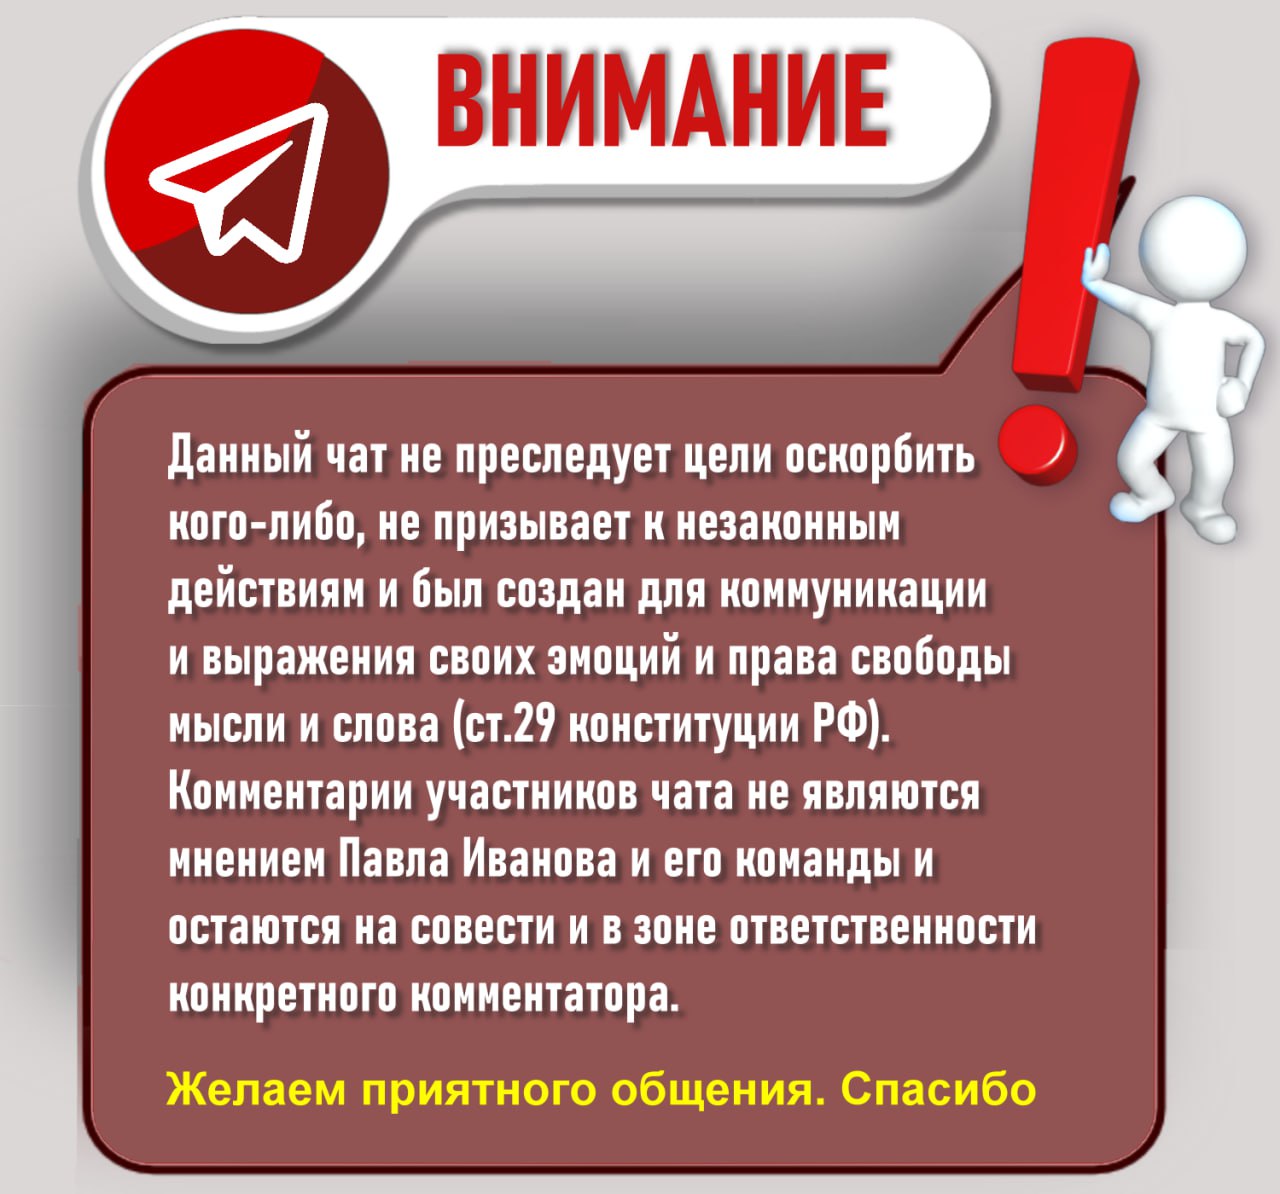 ВНИМАНИЕ
Данный чат не преследует цели оскорбить
кого-либо, не призывает к незаконным
действиям и был создан для коммуникации
и выражения своих эмоций и права свободы
мысли и слова (ст.29 конституции РФ).
Комментарии участников чата не являются
мнением Павла Иванова и его команды и
остаются на совести и в зоне ответственности
конкретного комментатора.
Желаем приятного общения. Спасибо